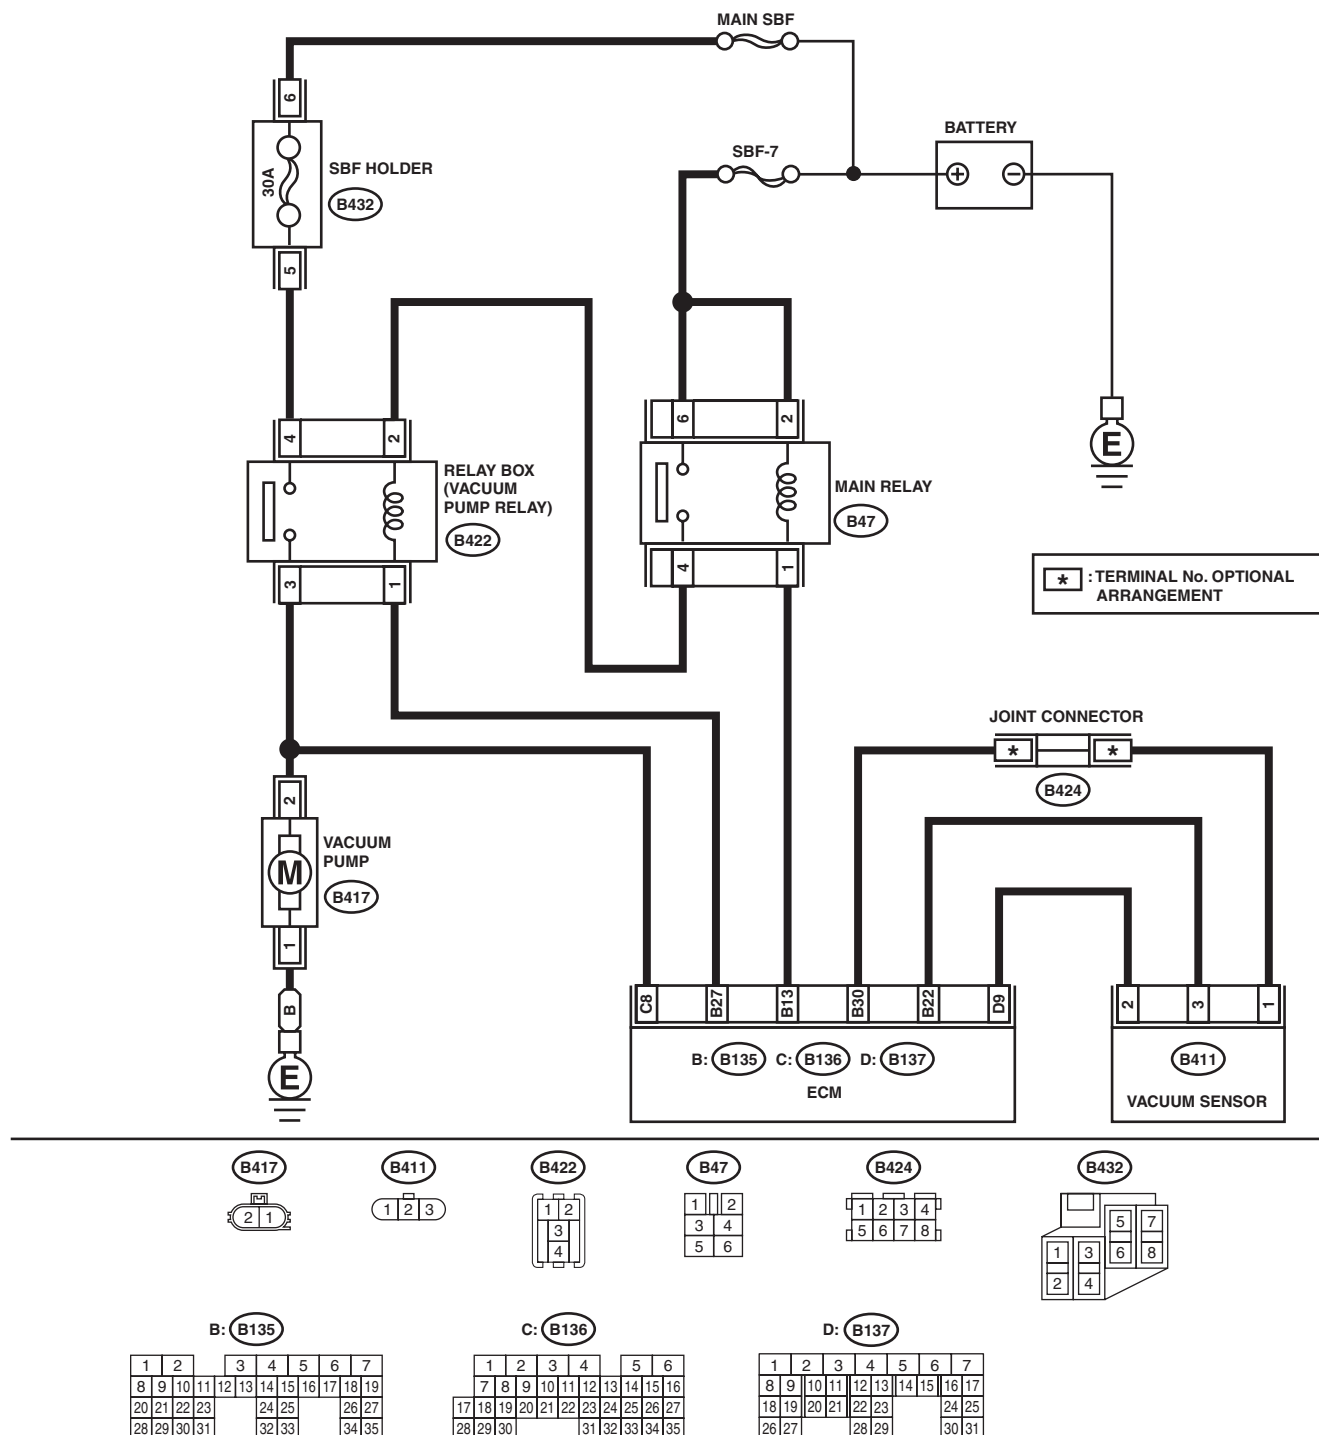 MAIN SBF
BATTERY
SBF-7
6
30A
SBF HOLDER
B432
5
+ −
E
4 2
6 2
RELAY BOX
(VACUUM
PUMP RELAY)
B422
MAIN RELAY
B47
3 1
4 1
* : TERMINAL No. OPTIONAL
ARRANGEMENT
JOINT CONNECTOR
* *
B424
2
VACUUM
PUMP
M
B417
1
B
E
C8 B27 B13 B30 B22 D9
2 3 1
B: B135 C: B136 D: B137
ECM
B411
VACUUM SENSOR
B417 B411 B422 B47 B424 B432
2 1
1 2 3
1 2
3
4
1 2
3 4
5 6
1 2 3 4
5 6 7 8
5 7
6 8
1 3
2 4
B: B135
1 2 3 4 5 6 7
8 9 10 11 12 13 14 15 16 17 18 19
20 21 22 23 24 25 26 27
28 29 30 31 32 33 34 35
C: B136
1 2 3 4 5 6
7 8 9 10 11 12 13 14 15 16
17 18 19 20 21 22 23 24 25 26 27
28 29 30 31 32 33 34 35
D: B137
1 2 3 4 5 6 7
8 9 10 11 12 13 14 15 16 17
18 19 20 21 22 23 24 25
26 27 28 29 30 31